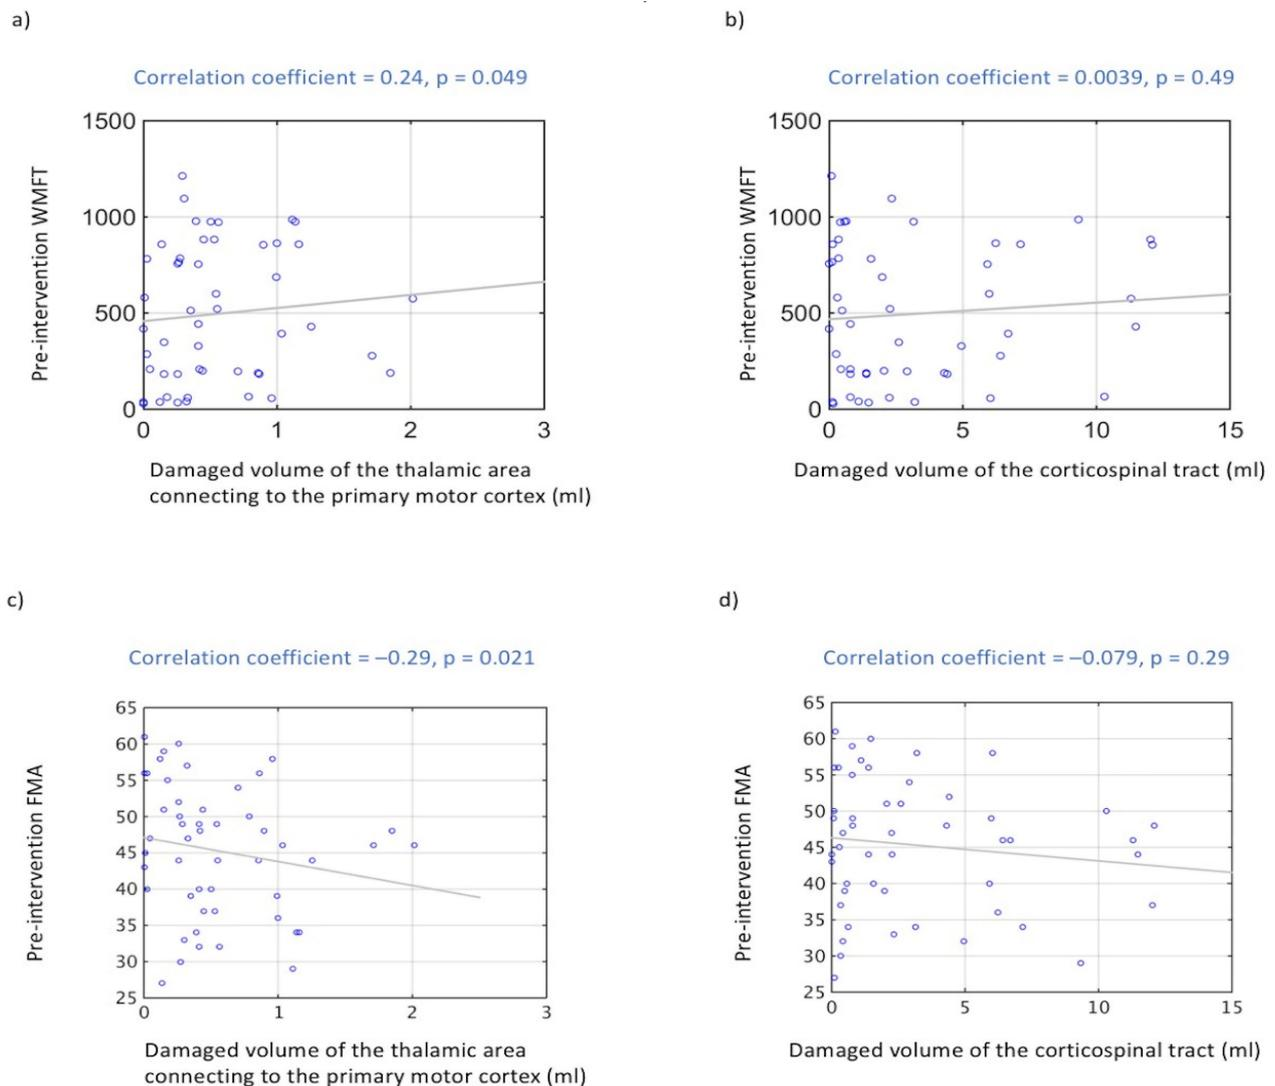 a)
Correlation coefficient = 0.24, p = 0.049
Pre-intervention WMFT
1500
1000
500
0
0 1 2 3
Damaged volume of the thalamic area
connecting to the primary motor cortex (ml)
b)
Correlation coefficient = 0.0039, p = 0.49
Pre-intervention WMFT
1500
1000
500
0
0 5 10 15
Damaged volume of the corticospinal tract (ml)
c)
Correlation coefficient = –0.29, p = 0.021
Pre-intervention FMA
65
60
55
50
45
40
35
30
25
0 1 2 3
Damaged volume of the thalamic area
connecting to the primary motor cortex (ml)
d)
Correlation coefficient = –0.079, p = 0.29
Pre-intervention FMA
65
60
55
50
45
40
35
30
25
0 5 10 15
Damaged volume of the corticospinal tract (ml)